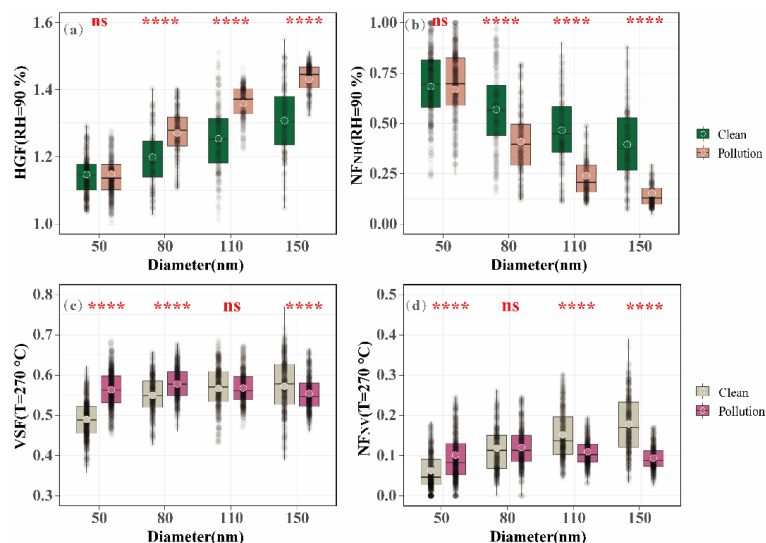 (a) ns **** **** ****
1.6
1.4
1.2
1.0
HGF(RH=90 %)
50 80 110 150
Diameter(nm)
(b) ns **** **** ****
1.00
0.75
0.50
0.25
0.00
NFNH(RH=90 %)
50 80 110 150
Diameter(nm)
Clean
Pollution
(c) **** **** ns ****
0.8
0.7
0.6
0.5
0.4
0.3
VSF(T=270 °C)
50 80 110 150
Diameter(nm)
(d) **** ns **** ****
0.5
0.4
0.3
0.2
0.1
0.0
NFNV(T=270 °C)
50 80 110 150
Diameter(nm)
Clean
Pollution